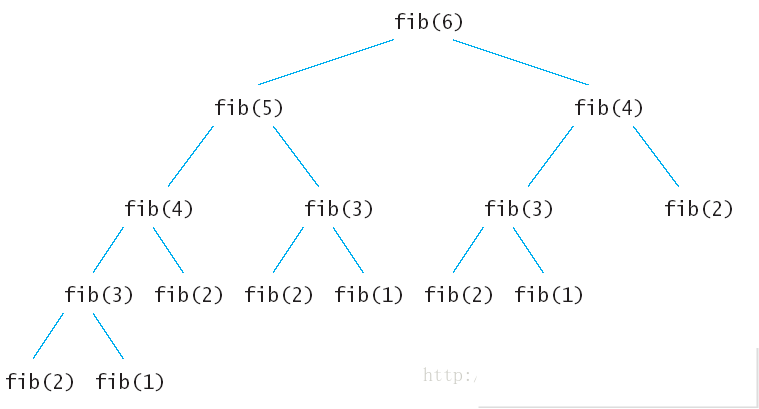 fib(6)
fib(5) fib(4)
fib(4) fib(3) fib(3) fib(2)
fib(3) fib(2) fib(2) fib(1) fib(2) fib(1)
fib(2) fib(1)
http:/